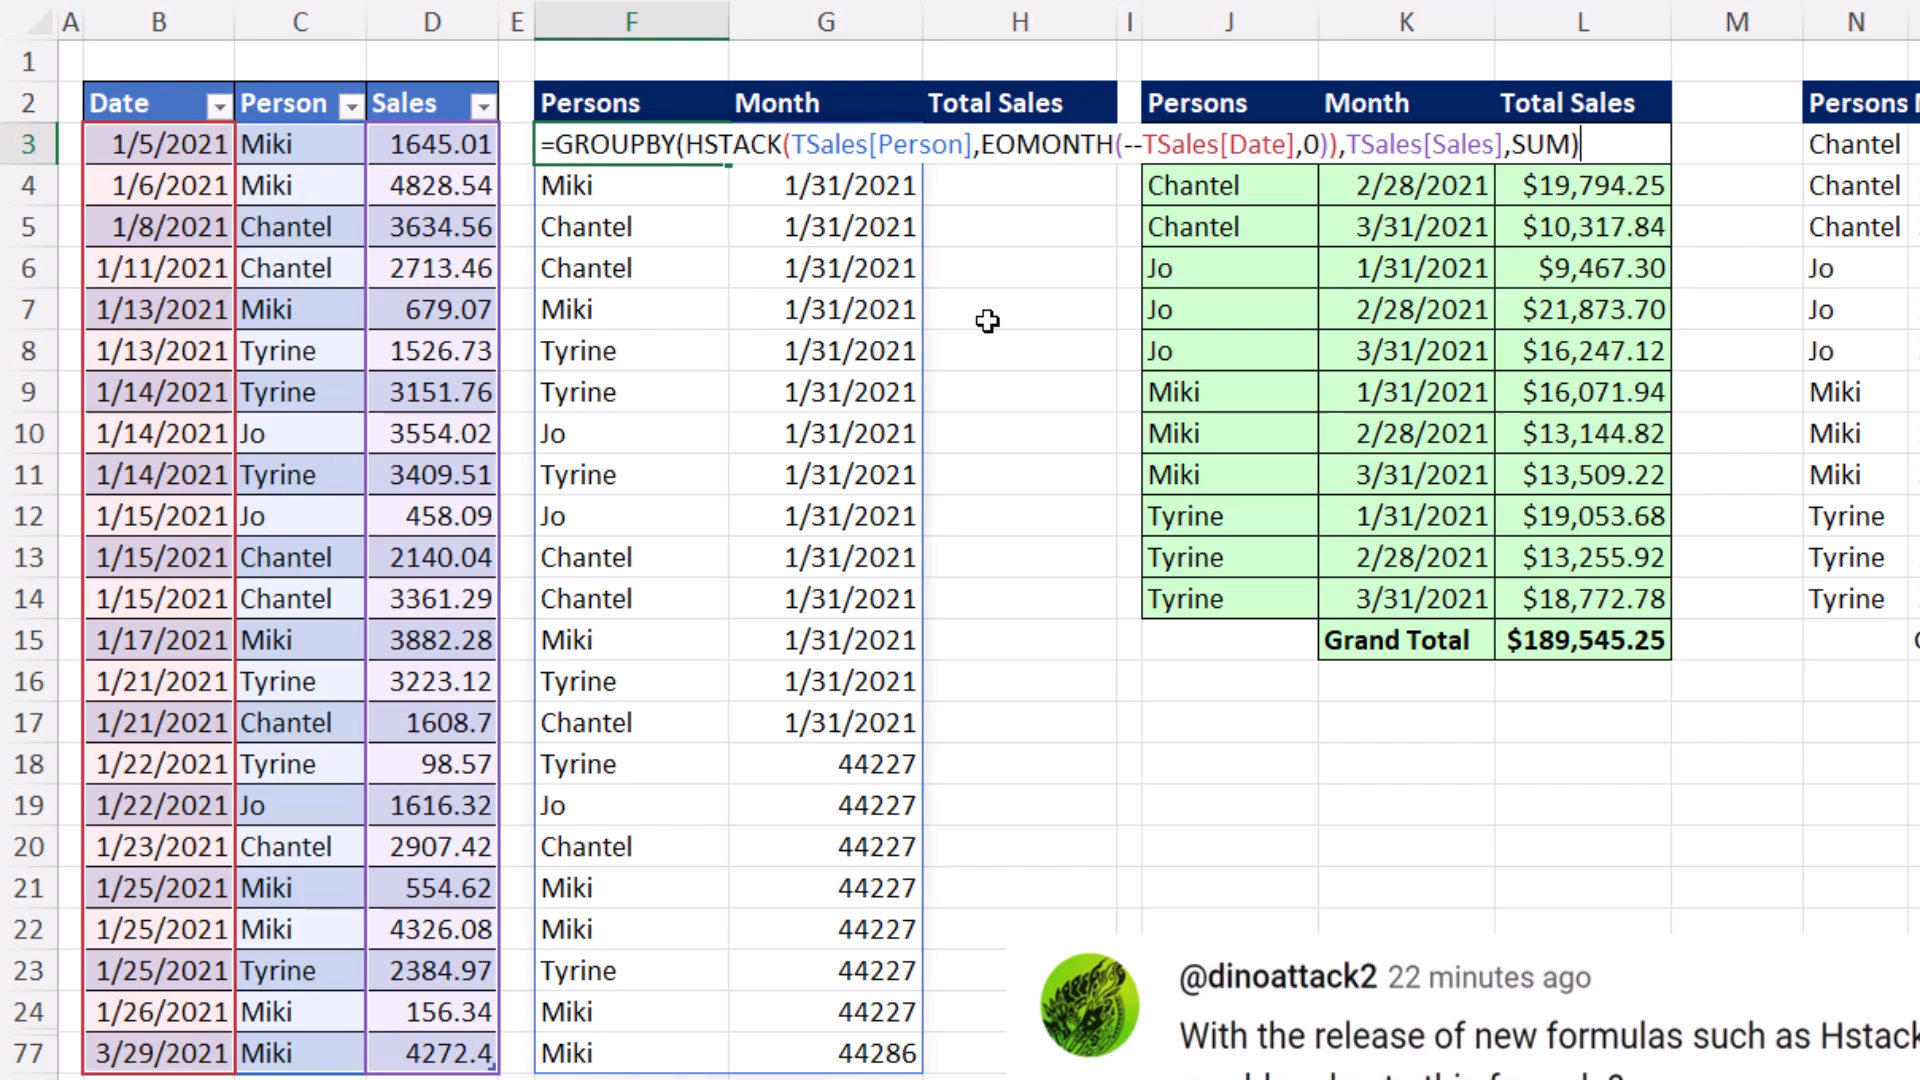 A B C D E F G H I J K L M N
1
2 Date Person Sales Persons Month Total Sales Persons Month Total Sales Persons
3 1/5/2021 Miki 1645.01 =GROUPBY(HSTACK(TSales[Person],EOMONTH(--TSales[Date],0)),TSales[Sales],SUM) Chantel
4 1/6/2021 Miki 4828.54 Miki 1/31/2021 Chantel 2/28/2021 $19,794.25 Chantel
5 1/8/2021 Chantel 3634.56 Chantel 1/31/2021 Chantel 3/31/2021 $10,317.84 Chantel
6 1/11/2021 Chantel 2713.46 Chantel 1/31/2021 Jo 1/31/2021 $9,467.30 Jo
7 1/13/2021 Miki 679.07 Miki 1/31/2021 Jo 2/28/2021 $21,873.70 Jo
8 1/13/2021 Tyrine 1526.73 Tyrine 1/31/2021 Jo 3/31/2021 $16,247.12 Jo
9 1/14/2021 Tyrine 3151.76 Tyrine 1/31/2021 Miki 1/31/2021 $16,071.94 Miki
10 1/14/2021 Jo 3554.02 Jo 1/31/2021 Miki 2/28/2021 $13,144.82 Miki
11 1/14/2021 Tyrine 3409.51 Tyrine 1/31/2021 Miki 3/31/2021 $13,509.22 Miki
12 1/15/2021 Jo 458.09 Jo 1/31/2021 Tyrine 1/31/2021 $19,053.68 Tyrine
13 1/15/2021 Chantel 2140.04 Chantel 1/31/2021 Tyrine 2/28/2021 $13,255.92 Tyrine
14 1/15/2021 Chantel 3361.29 Chantel 1/31/2021 Tyrine 3/31/2021 $18,772.78 Tyrine
15 1/17/2021 Miki 3882.28 Miki 1/31/2021 Grand Total $189,545.25
16 1/21/2021 Tyrine 3223.12 Tyrine 1/31/2021
17 1/21/2021 Chantel 1608.7 Chantel 1/31/2021
18 1/22/2021 Tyrine 98.57 Tyrine 44227
19 1/22/2021 Jo 1616.32 Jo 44227
20 1/23/2021 Chantel 2907.42 Chantel 44227
21 1/25/2021 Miki 554.62 Miki 44227
22 1/25/2021 Miki 4326.08 Miki 44227
23 1/25/2021 Tyrine 2384.97 Tyrine 44227
24 1/26/2021 Miki 156.34 Miki 44227
77 3/29/2021 Miki 4272.4 Miki 44286
@dinoattack2 22 minutes ago
With the release of new formulas such as Hstack